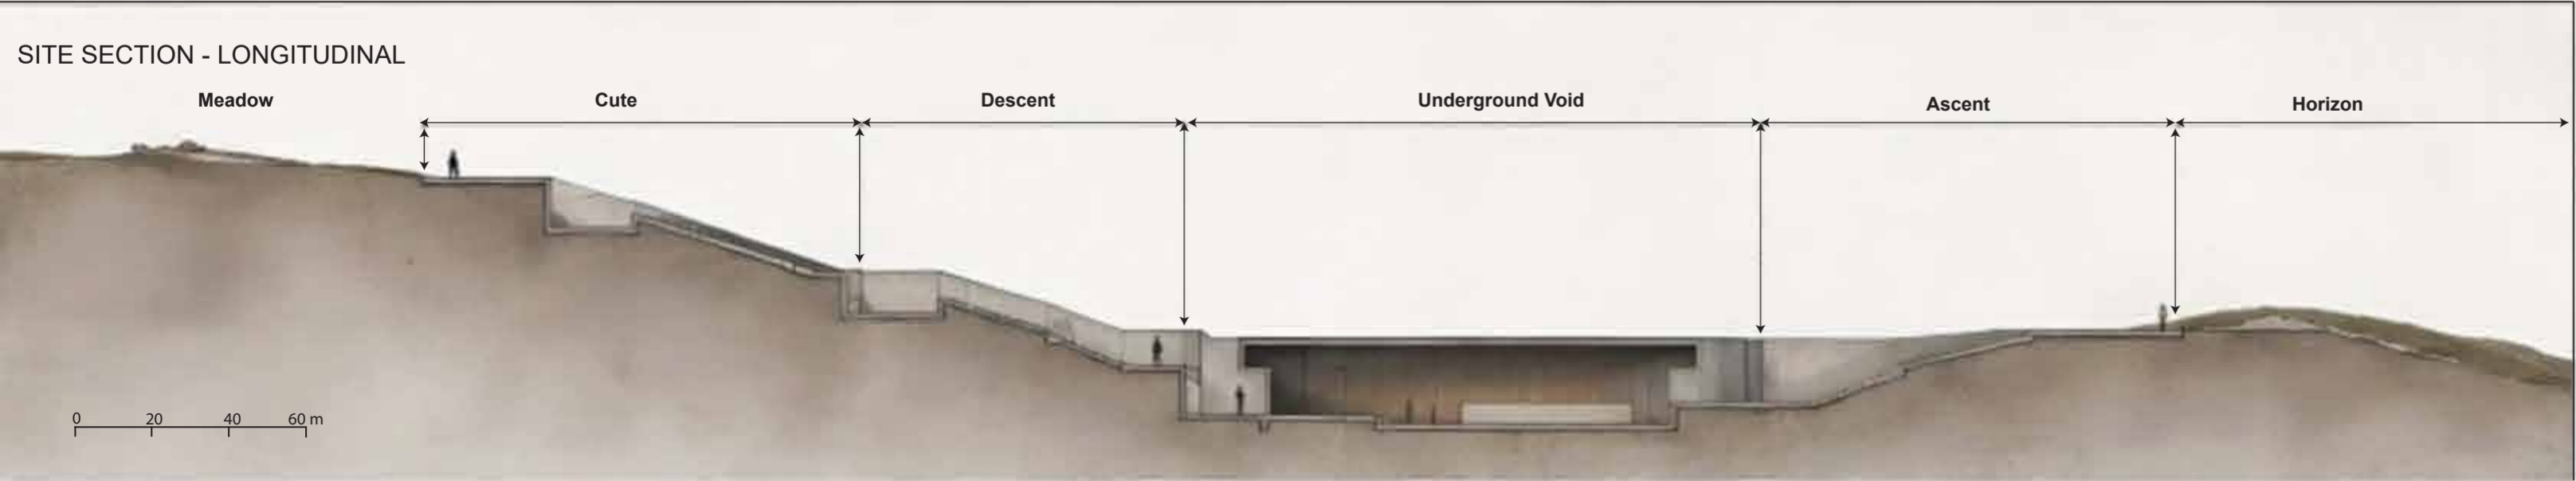 SITE SECTION - LONGITUDINAL
Meadow Cute Descent Underground Void Ascent Horizon
0 20 40 60 m